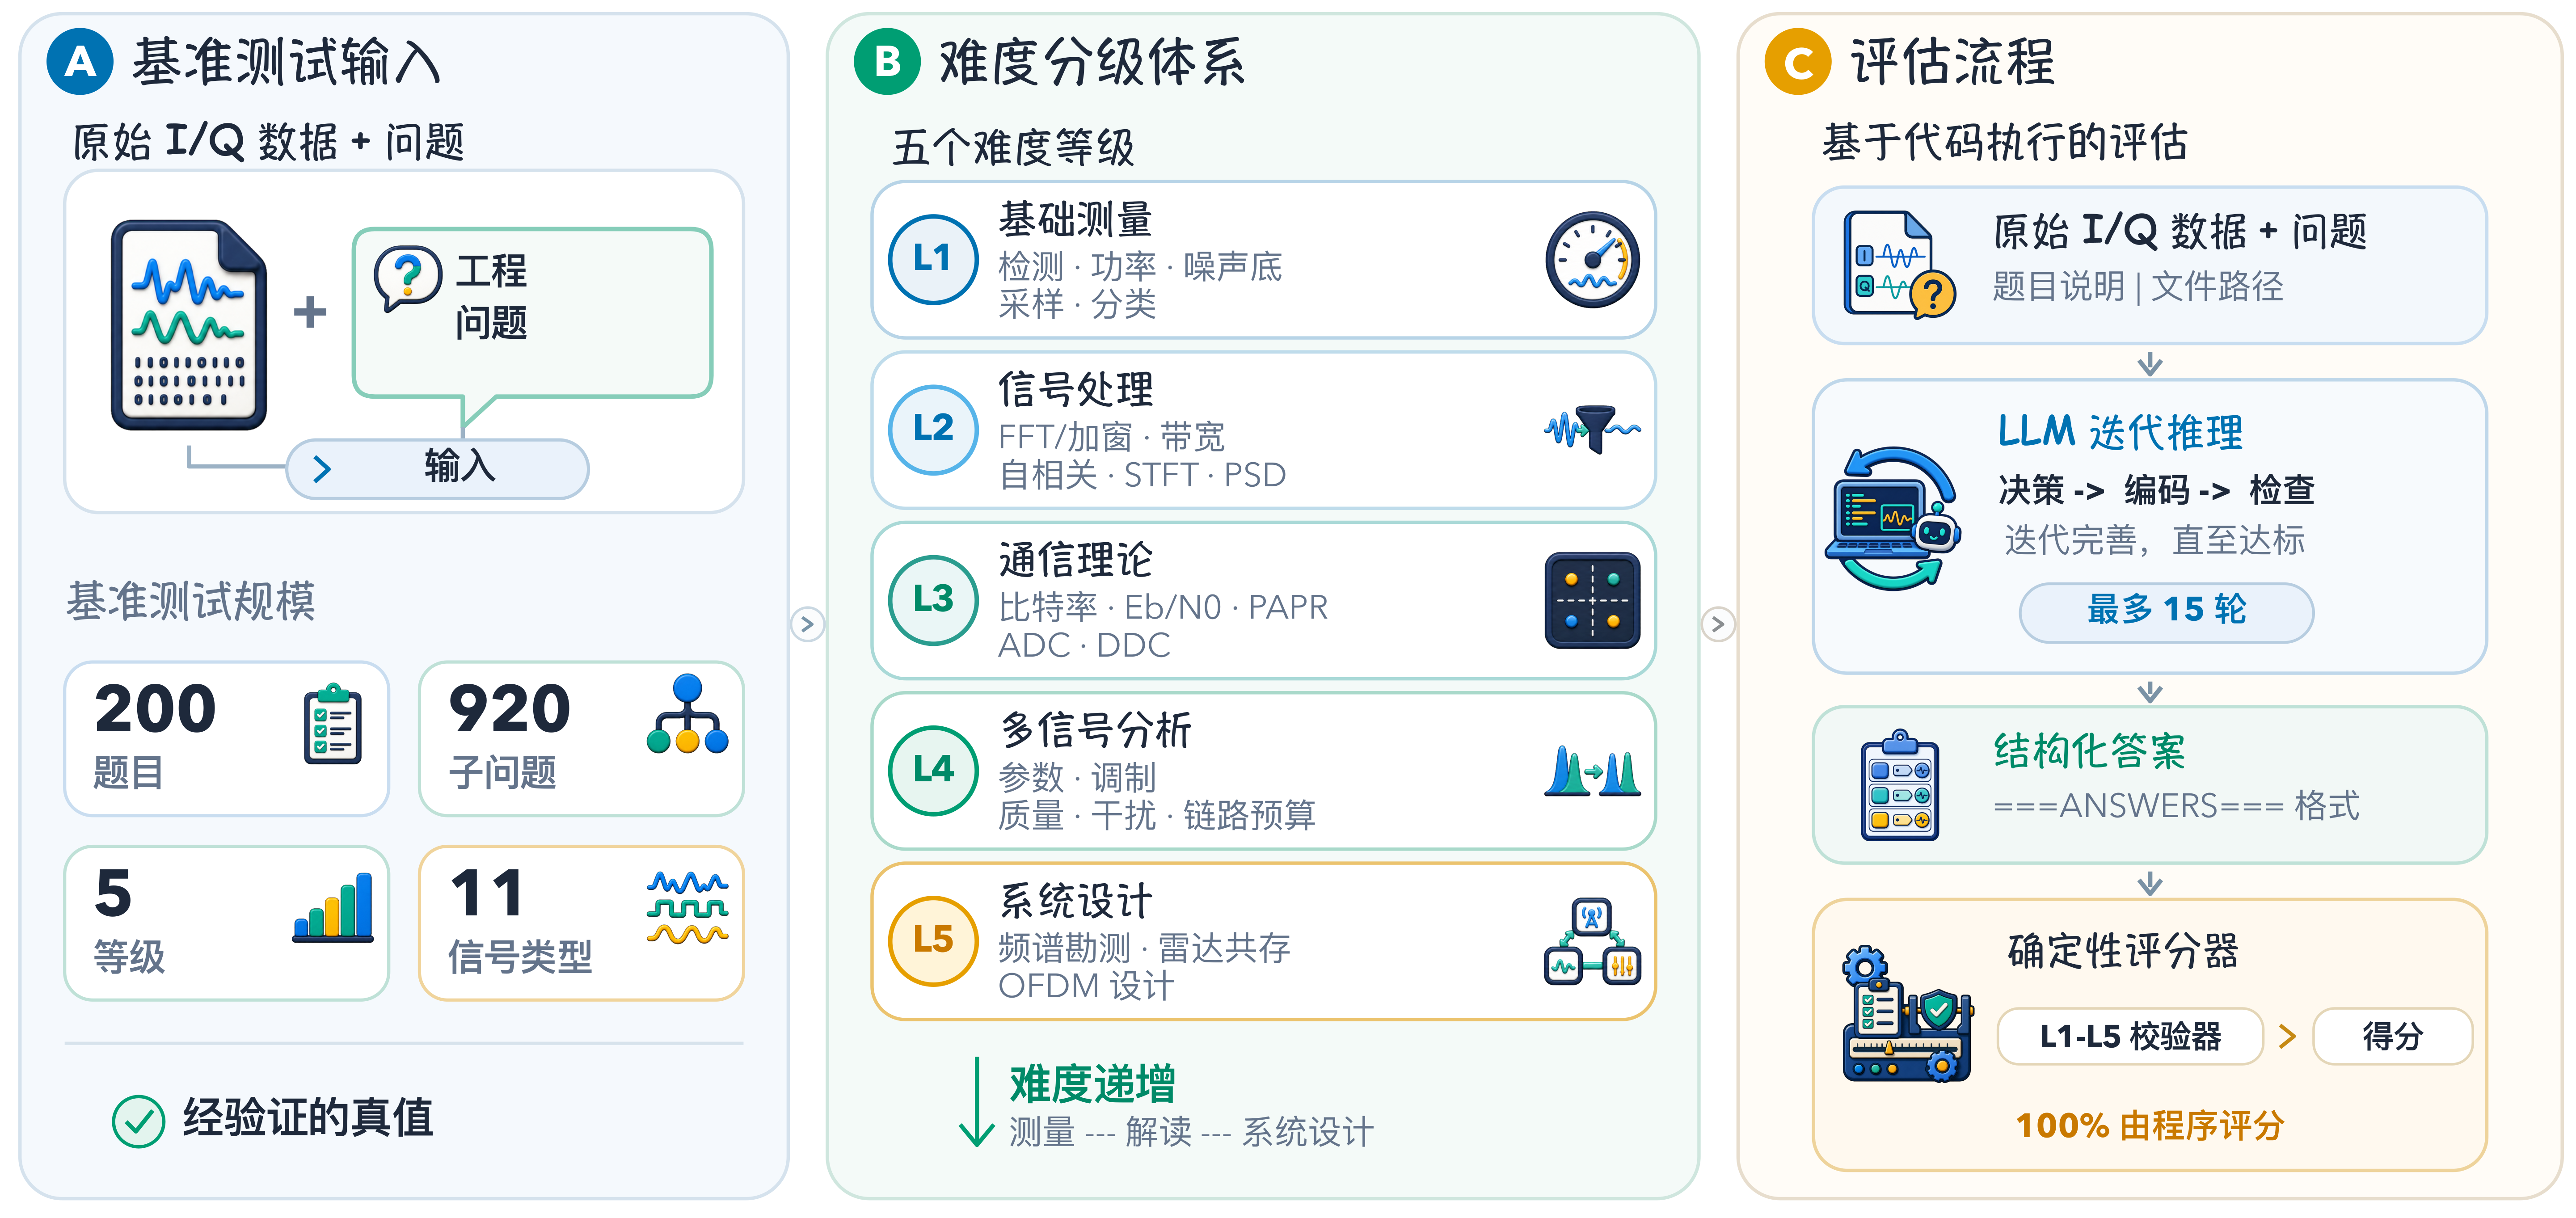 A 基准测试输入
原始 I/Q 数据 + 问题
+
?
工程
问题
> 输入
基准测试规模
200
题目
920
子问题
5
等级
11
信号类型
经验证的真值
>
B 难度分级体系
五个难度等级
L1
基础测量
检测 · 功率 · 噪声底
采样 · 分类
L2
信号处理
FFT/加窗 · 带宽
自相关 · STFT · PSD
L3
通信理论
比特率 · Eb/N0 · PAPR
ADC · DDC
L4
多信号分析
参数 · 调制
质量 · 干扰 · 链路预算
L5
系统设计
频谱勘测 · 雷达共存
OFDM 设计
难度递增
测量 --- 解读 --- 系统设计
>
C 评估流程
基于代码执行的评估
I
Q
?
原始 I/Q 数据 + 问题
题目说明 | 文件路径
LLM 迭代推理
决策 -> 编码 -> 检查
迭代完善，直至达标
最多 15 轮
结构化答案
===ANSWERS=== 格式
确定性评分器
L1-L5 校验器 > 得分
100% 由程序评分